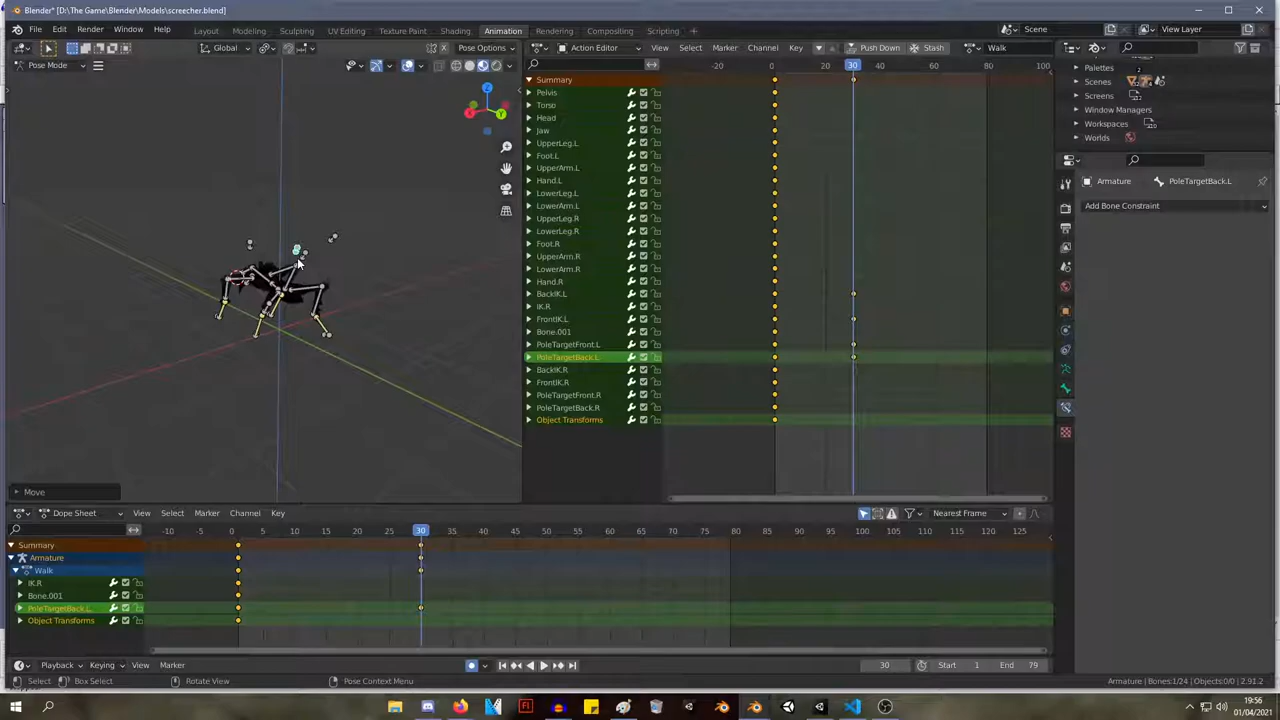 Blender* [D:\The Game\Blender\Models\screecher.blend]
File Edit Render Window Help Layout Modeling Sculpting UV Editing Texture Paint Shading Animation Rendering Compositing Scripting Scene View Layer
Global Pose Options Action Editor View Select Marker Channel Key Push Down Stash Walk
Pose Mode
-20 0 20 30 40 60 80 100
Summary
Pelvis
Torso
Head
Jaw
UpperLeg.L
Foot.L
UpperArm.L
Hand.L
LowerLeg.L
LowerArm.L
UpperLeg.R
LowerLeg.R
Foot.R
UpperArm.R
LowerArm.R
Hand.R
BackIK.L
IK.R
FrontIK.L
Bone.001
PoleTargetFront.L
PoleTargetBack.L
BackIK.R
FrontIK.R
PoleTargetFront.R
PoleTargetBack.R
Object Transforms
Z
X
Y
Move
Palettes 2
Scenes
Screens
Window Managers
Workspaces
Worlds
Armature PoleTargetBack.L
Add Bone Constraint
Dope Sheet View Select Marker Channel Key Nearest Frame
-10 0 5 10 15 20 25 30 35 40 45 50 55 60 65 70 75 80 85 90 95 100 105 110 115 120 125
Summary
Armature
Walk
IK.R
Bone.001
PoleTargetBack.L
Object Transforms
Playback Keying View Marker 30 Start 1 End 79
Select Box Select Rotate View Pose Context Menu Armature | Bones:1/24 | Objects:0/0 | 2.91.2
19:56
01/04/2021